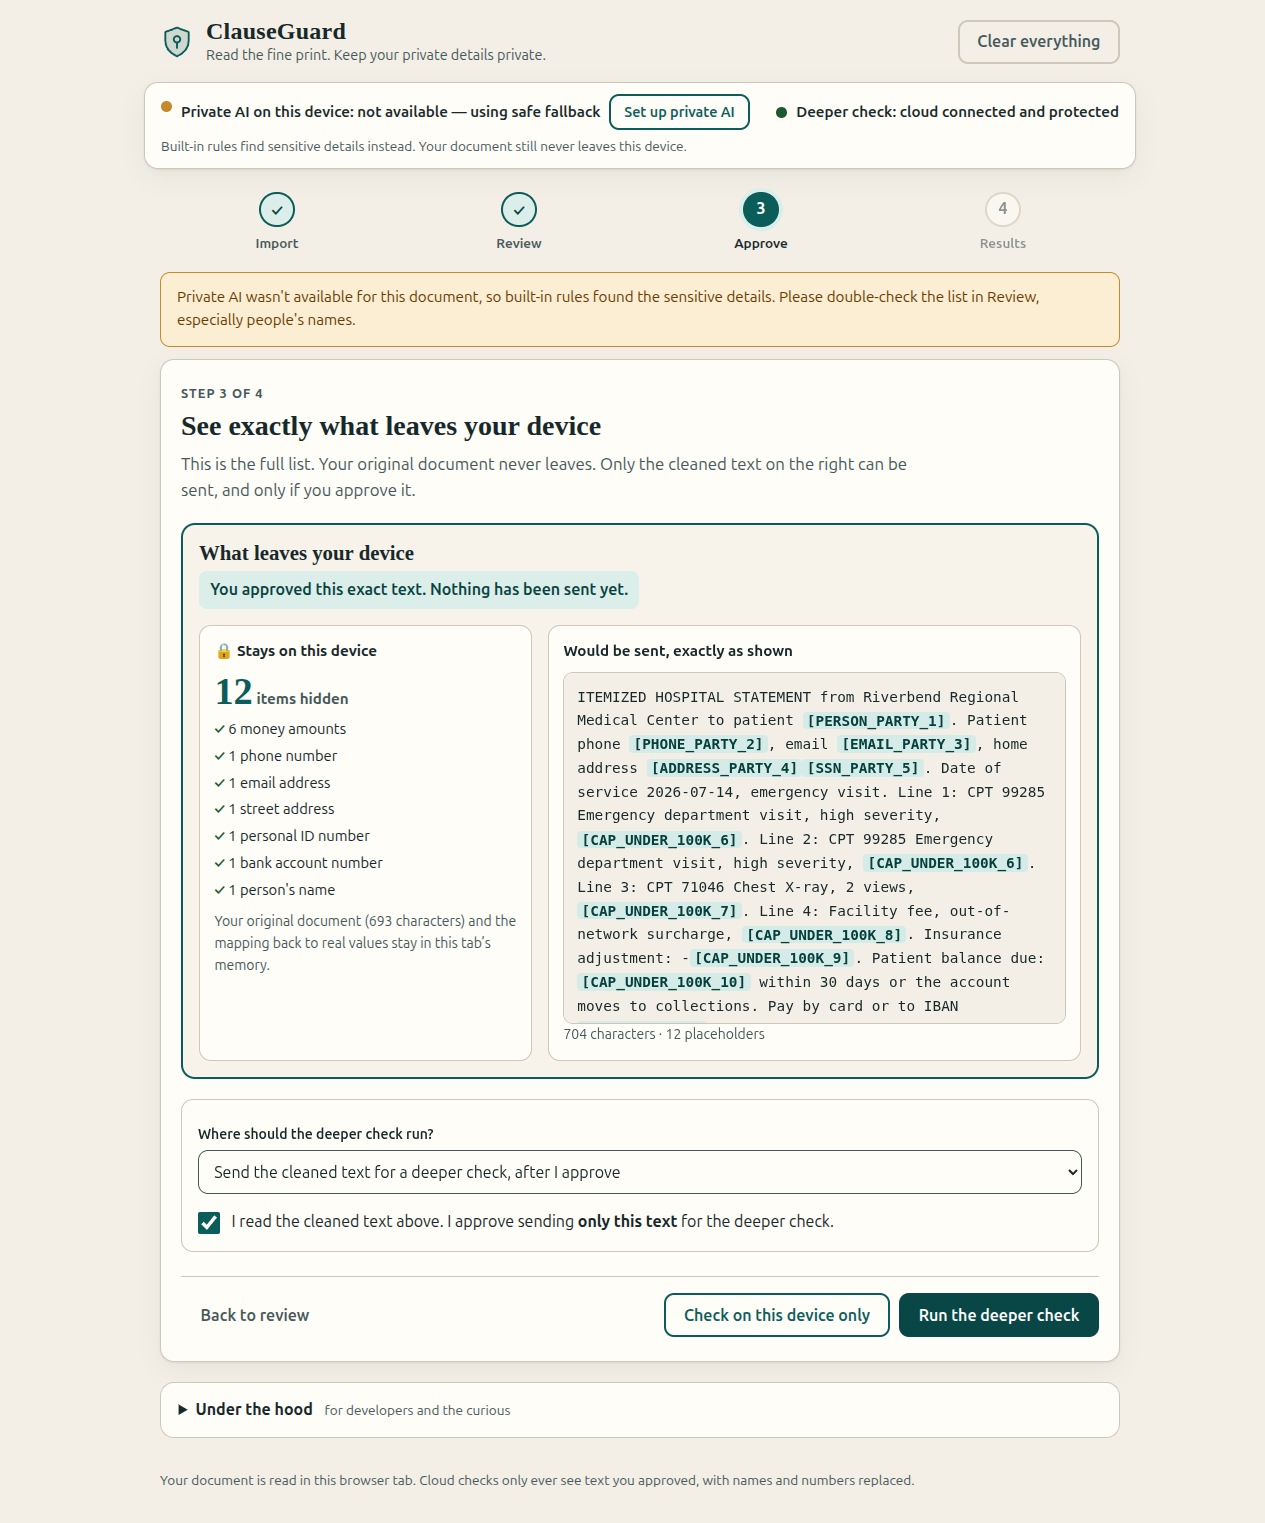 ClauseGuard
Read the fine print. Keep your private details private.
Clear everything
Private AI on this device: not available — using safe fallback
Set up private AI
Deeper check: cloud connected and protected
Built-in rules find sensitive details instead. Your document still never leaves this device.
Import
Review
3
Approve
4
Results
Private AI wasn't available for this document, so built-in rules found the sensitive details. Please double-check the list in Review,
especially people's names.
STEP 3 OF 4
See exactly what leaves your device
This is the full list. Your original document never leaves. Only the cleaned text on the right can be
sent, and only if you approve it.
What leaves your device
You approved this exact text. Nothing has been sent yet.
🔒 Stays on this device
12 items hidden
✓ 6 money amounts
✓ 1 phone number
✓ 1 email address
✓ 1 street address
✓ 1 personal ID number
✓ 1 bank account number
✓ 1 person's name
Your original document (693 characters) and the
mapping back to real values stay in this tab's
memory.
Would be sent, exactly as shown
ITEMIZED HOSPITAL STATEMENT from Riverbend Regional
Medical Center to patient [PERSON_PARTY_1]. Patient
phone [PHONE_PARTY_2], email [EMAIL_PARTY_3], home
address [ADDRESS_PARTY_4] [SSN_PARTY_5]. Date of
service 2026-07-14, emergency visit. Line 1: CPT 99285
Emergency department visit, high severity,
[CAP_UNDER_100K_6]. Line 2: CPT 99285 Emergency
department visit, high severity, [CAP_UNDER_100K_6].
Line 3: CPT 71046 Chest X-ray, 2 views,
[CAP_UNDER_100K_7]. Line 4: Facility fee, out-of-
network surcharge, [CAP_UNDER_100K_8]. Insurance
adjustment: -[CAP_UNDER_100K_9]. Patient balance due:
[CAP_UNDER_100K_10] within 30 days or the account
moves to collections. Pay by card or to IBAN
704 characters · 12 placeholders
Where should the deeper check run?
Send the cleaned text for a deeper check, after I approve
I read the cleaned text above. I approve sending only this text for the deeper check.
Back to review
Check on this device only
Run the deeper check
Under the hood for developers and the curious
Your document is read in this browser tab. Cloud checks only ever see text you approved, with names and numbers replaced.